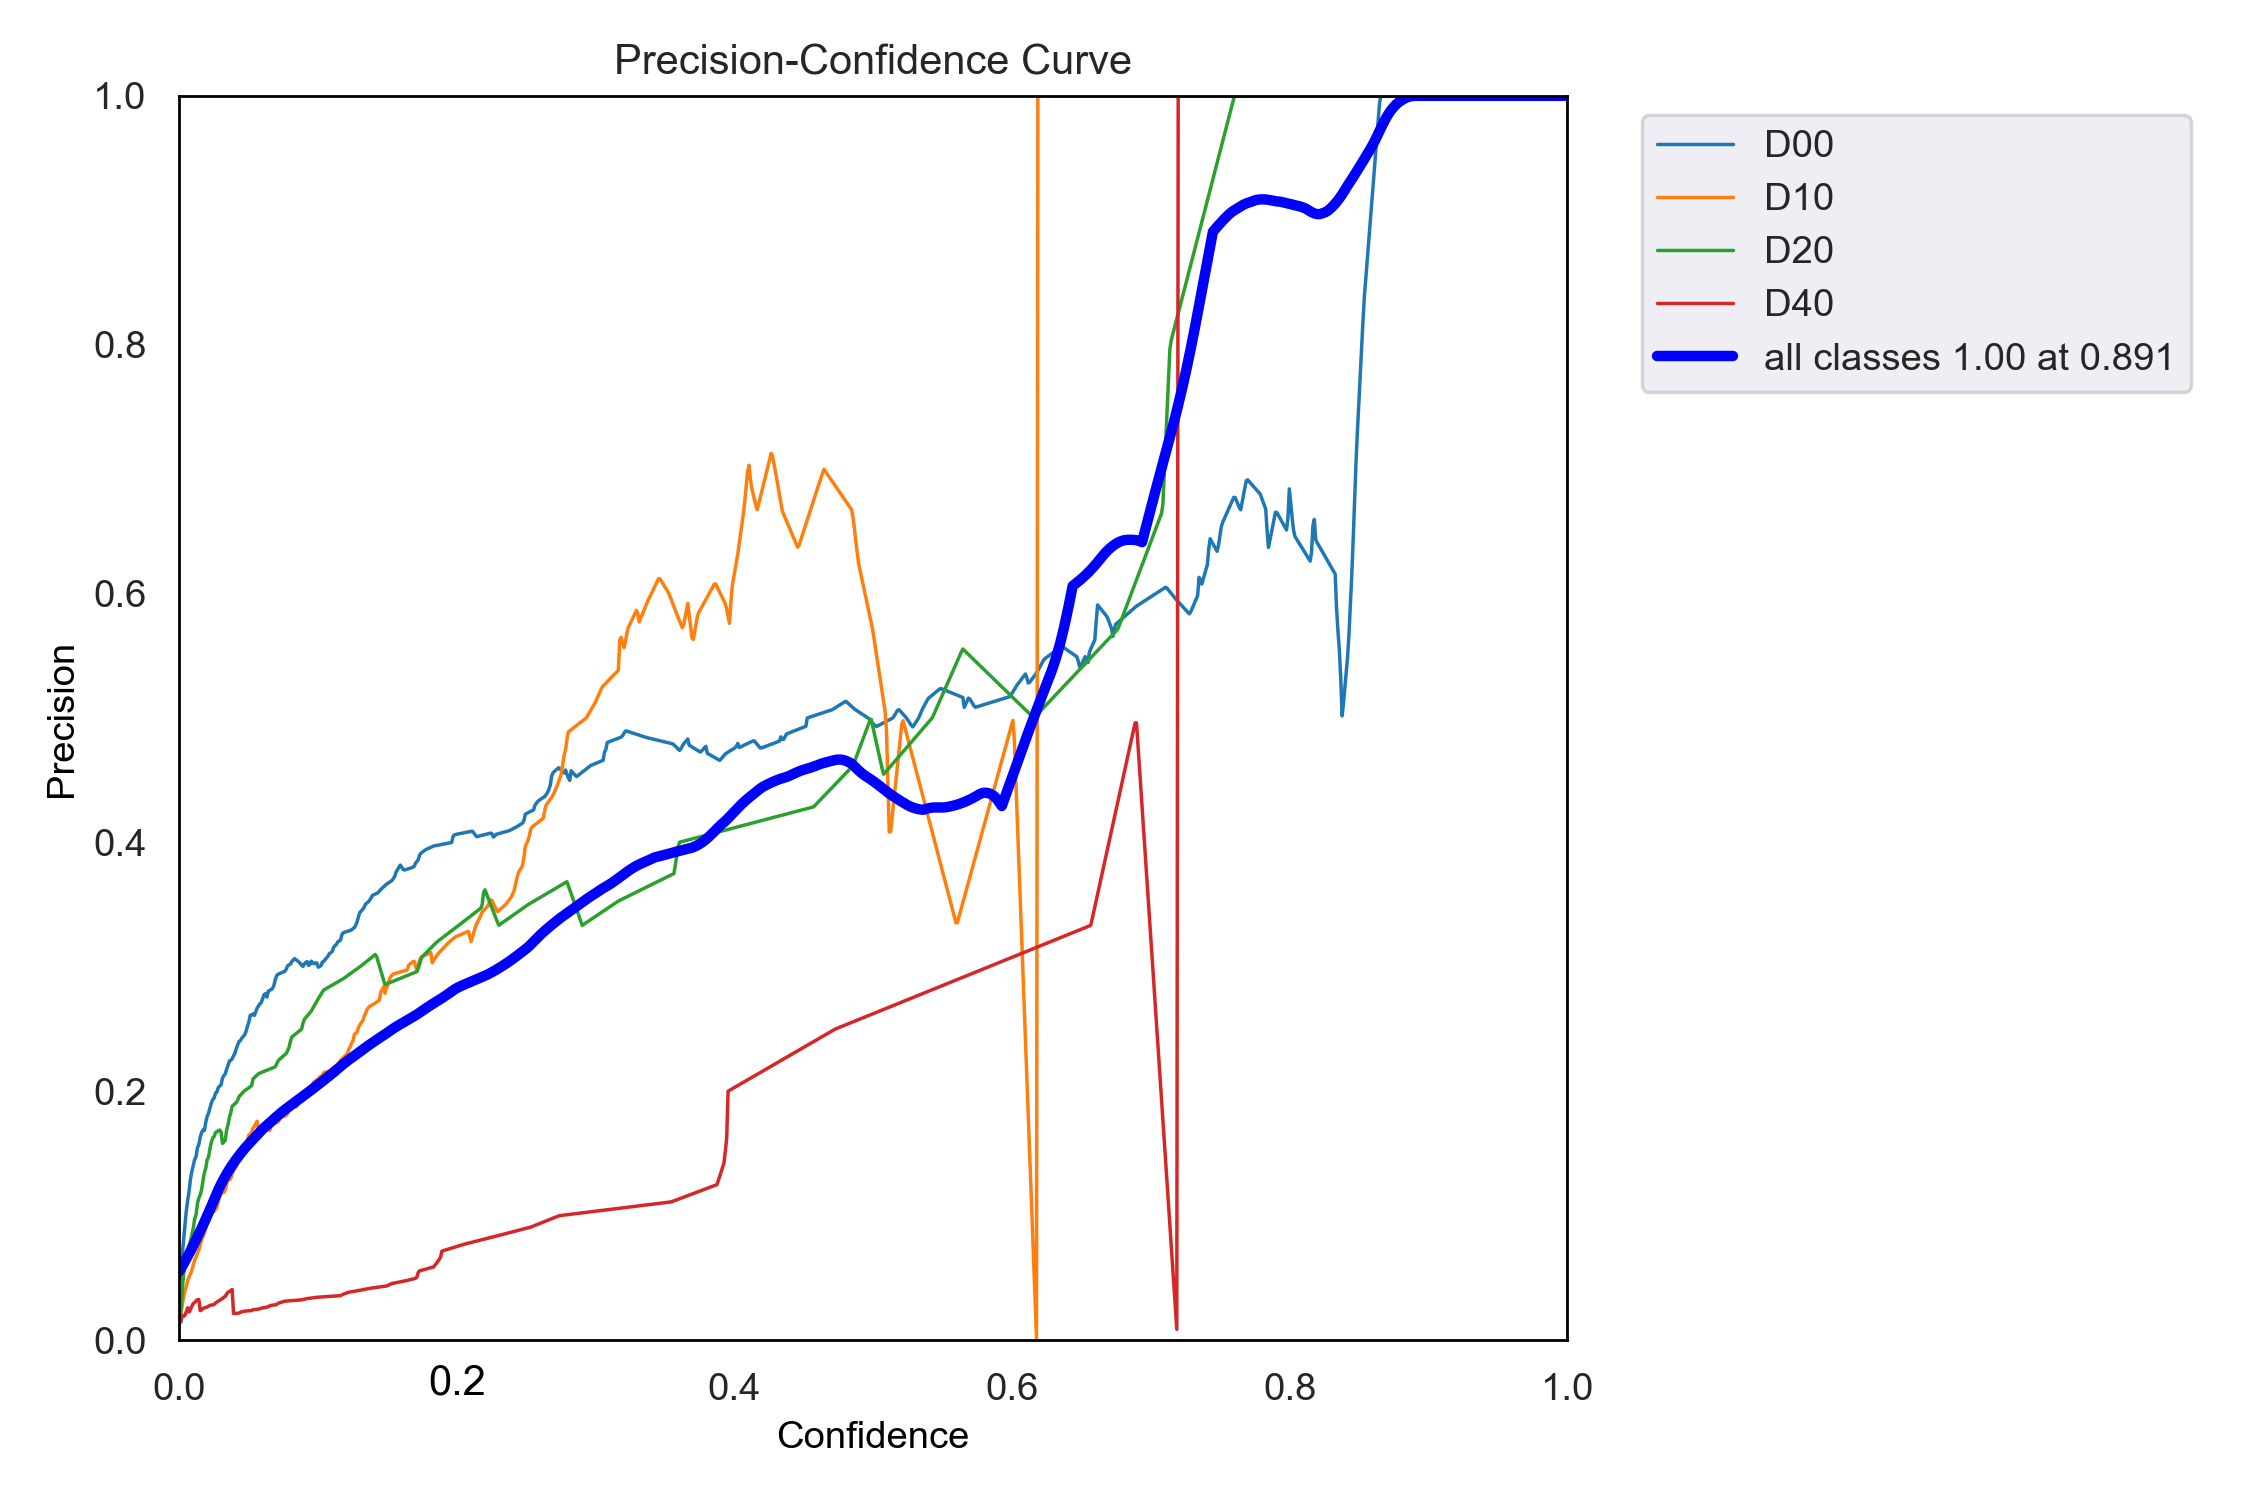 Precision-Confidence Curve
1.0
0.8
0.6
0.4
0.2
0.0
Precision
0.0 0.2 0.4 0.6 0.8 1.0
Confidence
D00
D10
D20
D40
all classes 1.00 at 0.891